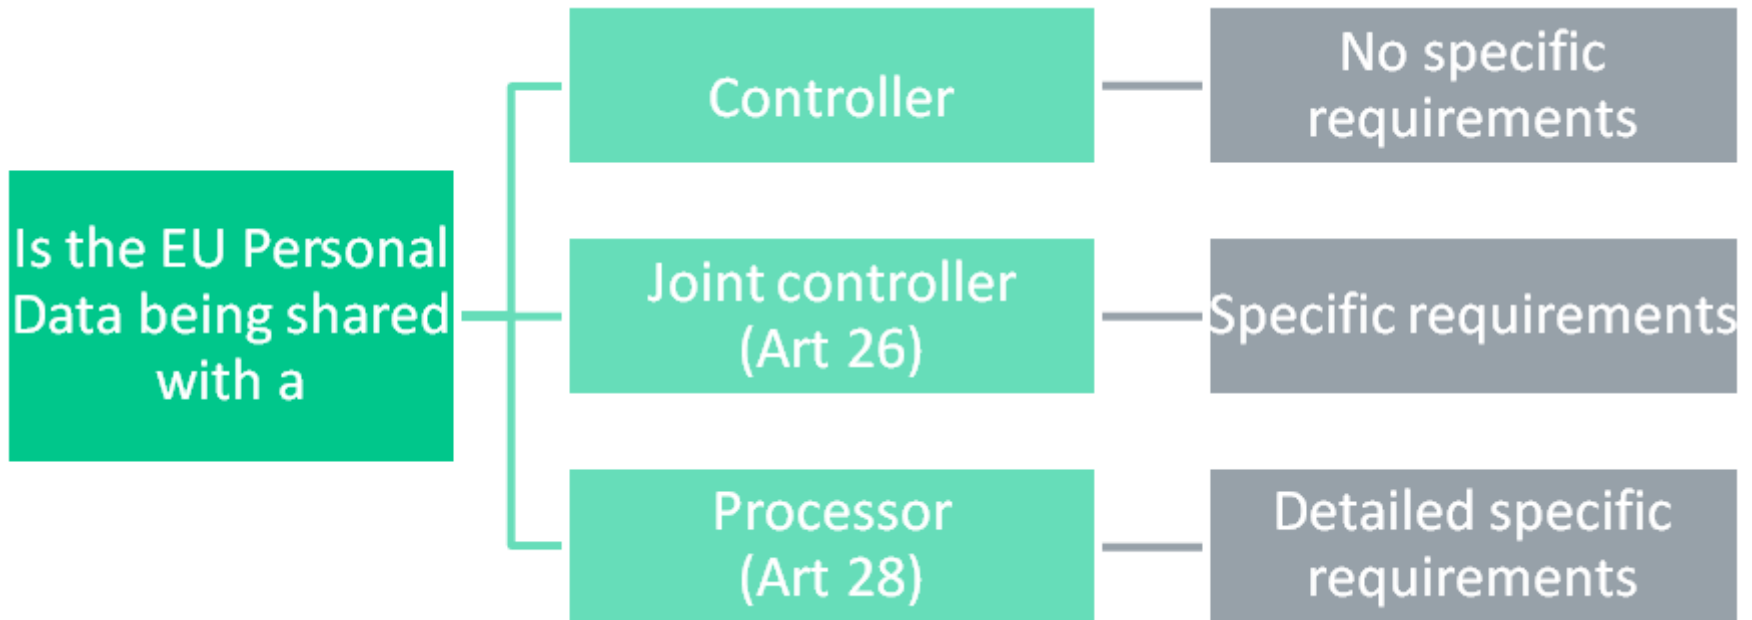 Is the EU Personal
Data being shared
with a
Controller
No specific
requirements
Joint controller
(Art 26)
Specific requirements
Processor
(Art 28)
Detailed specific
requirements